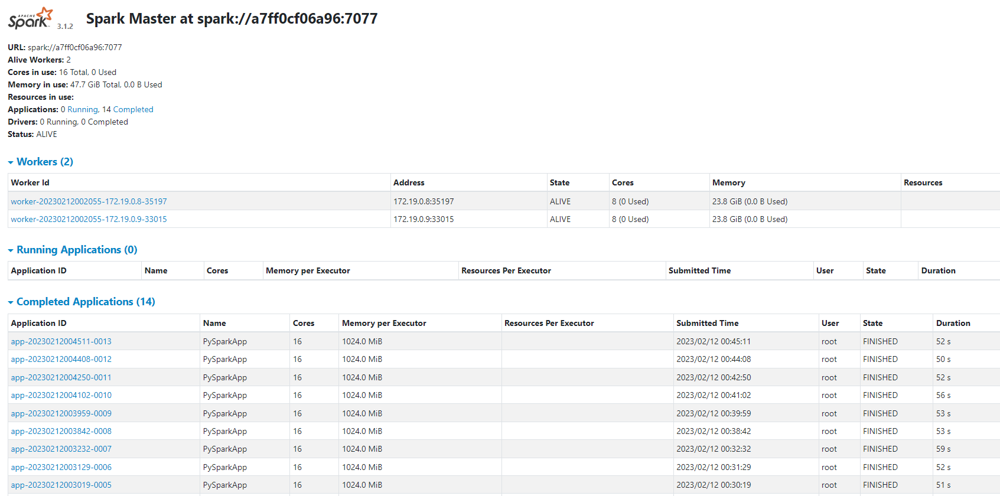 APACHE
Spark 3.1.2 Spark Master at spark://a7ff0cf06a96:7077
URL: spark://a7ff0cf06a96:7077
Alive Workers: 2
Cores in use: 16 Total, 0 Used
Memory in use: 47.7 GiB Total, 0.0 B Used
Resources in use:
Applications: 0 Running, 14 Completed
Drivers: 0 Running, 0 Completed
Status: ALIVE
Workers (2)
Worker Id Address State Cores Memory Resources
worker-20230212002055-172.19.0.8-35197 172.19.0.8:35197 ALIVE 8 (0 Used) 23.8 GiB (0.0 B Used)
worker-20230212002055-172.19.0.9-33015 172.19.0.9:33015 ALIVE 8 (0 Used) 23.8 GiB (0.0 B Used)
Running Applications (0)
Application ID Name Cores Memory per Executor Resources Per Executor Submitted Time User State Duration
Completed Applications (14)
Application ID Name Cores Memory per Executor Resources Per Executor Submitted Time User State Duration
app-20230212004511-0013 PySparkApp 16 1024.0 MiB 2023/02/12 00:45:11 root FINISHED 52 s
app-20230212004408-0012 PySparkApp 16 1024.0 MiB 2023/02/12 00:44:08 root FINISHED 50 s
app-20230212004250-0011 PySparkApp 16 1024.0 MiB 2023/02/12 00:42:50 root FINISHED 52 s
app-20230212004102-0010 PySparkApp 16 1024.0 MiB 2023/02/12 00:41:02 root FINISHED 56 s
app-20230212003959-0009 PySparkApp 16 1024.0 MiB 2023/02/12 00:39:59 root FINISHED 53 s
app-20230212003842-0008 PySparkApp 16 1024.0 MiB 2023/02/12 00:38:42 root FINISHED 53 s
app-20230212003232-0007 PySparkApp 16 1024.0 MiB 2023/02/12 00:32:32 root FINISHED 59 s
app-20230212003129-0006 PySparkApp 16 1024.0 MiB 2023/02/12 00:31:29 root FINISHED 52 s
app-20230212003019-0005 PySparkApp 16 1024.0 MiB 2023/02/12 00:30:19 root FINISHED 51 s